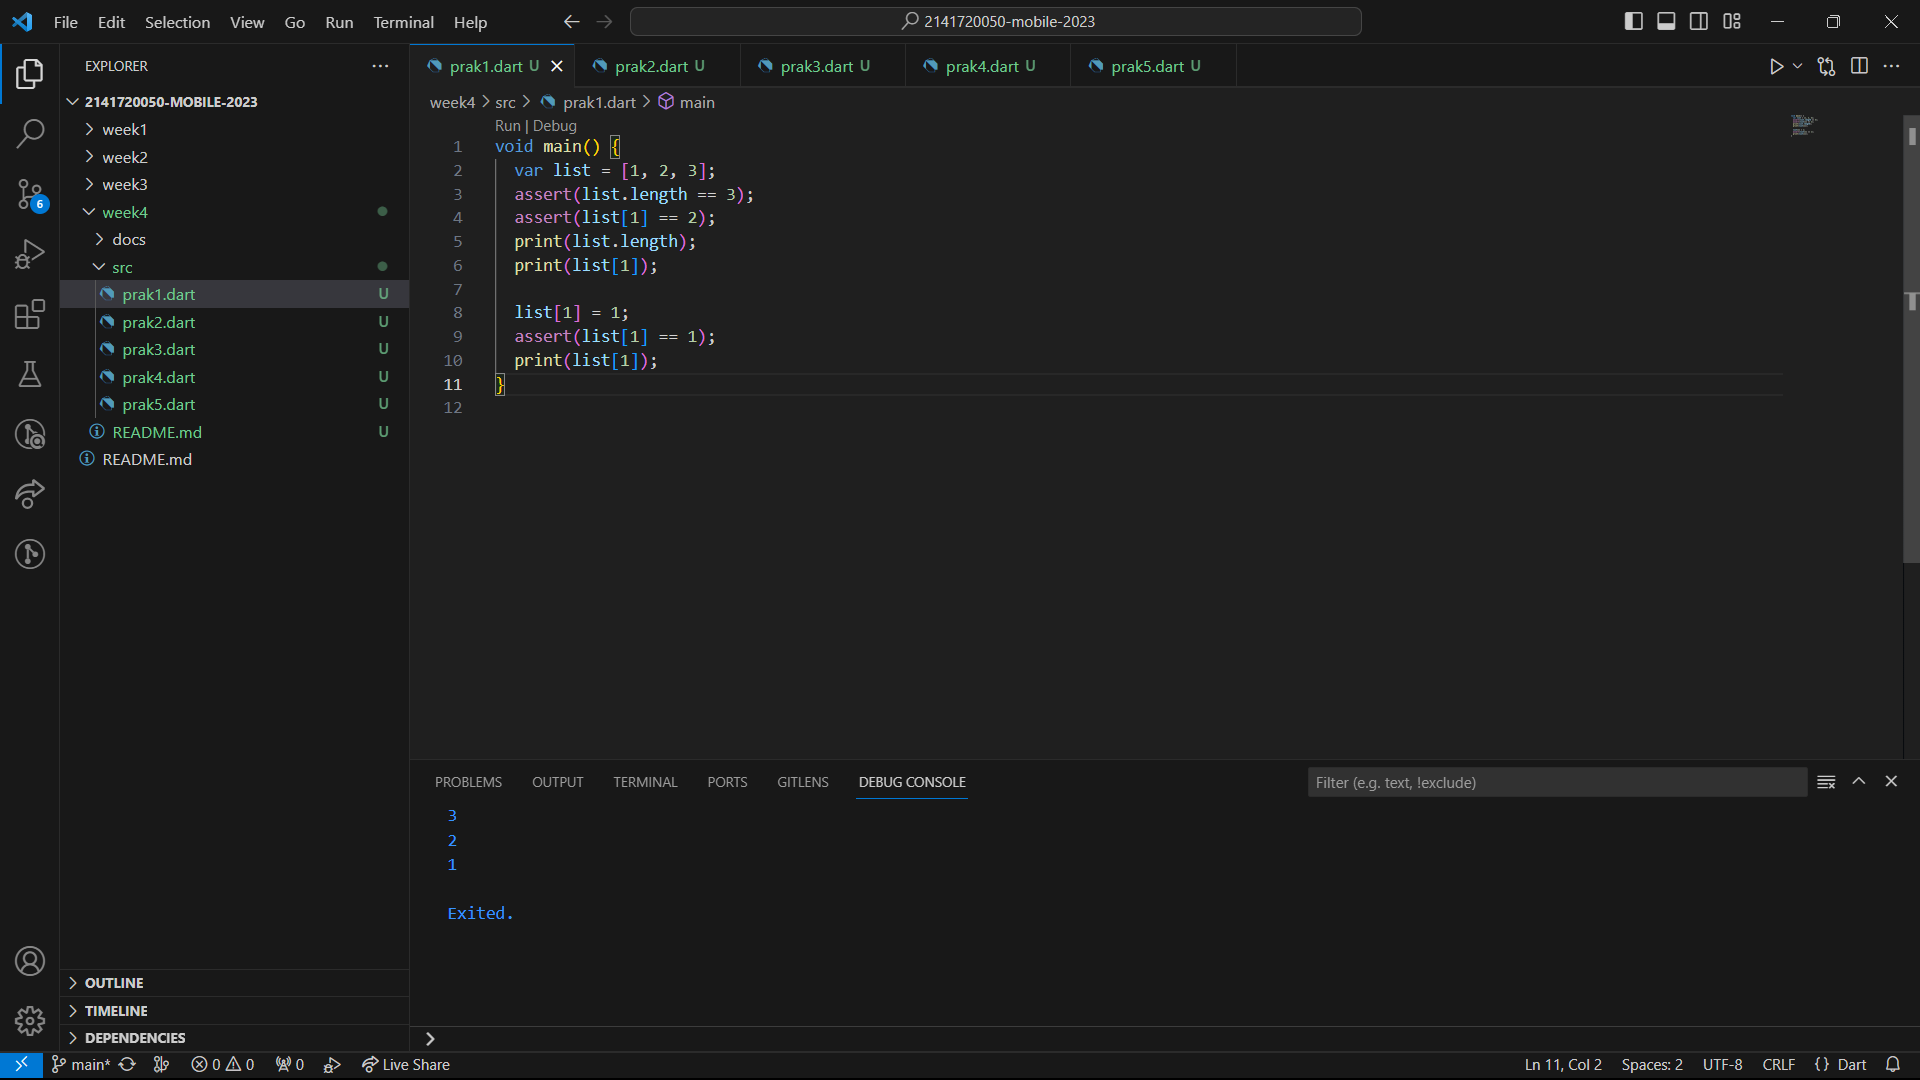 File Edit Selection View Go Run Terminal Help
2141720050-mobile-2023
EXPLORER
2141720050-MOBILE-2023
week1
week2
week3
week4
docs
src
prak1.dart U
prak2.dart U
prak3.dart U
prak4.dart U
prak5.dart U
README.md U
README.md
OUTLINE
TIMELINE
DEPENDENCIES
prak1.dart U prak2.dart U prak3.dart U prak4.dart U prak5.dart U
week4 > src > prak1.dart > main
Run | Debug
1 void main() {
2 var list = [1, 2, 3];
3 assert(list.length == 3);
4 assert(list[1] == 2);
5 print(list.length);
6 print(list[1]);
7
8 list[1] = 1;
9 assert(list[1] == 1);
10 print(list[1]);
11 }
12
PROBLEMS OUTPUT TERMINAL PORTS GITLENS DEBUG CONSOLE
Filter (e.g. text, !exclude)
3
2
1
Exited.
6
main* 0 0 0 Live Share
Ln 11, Col 2 Spaces: 2 UTF-8 CRLF {} Dart